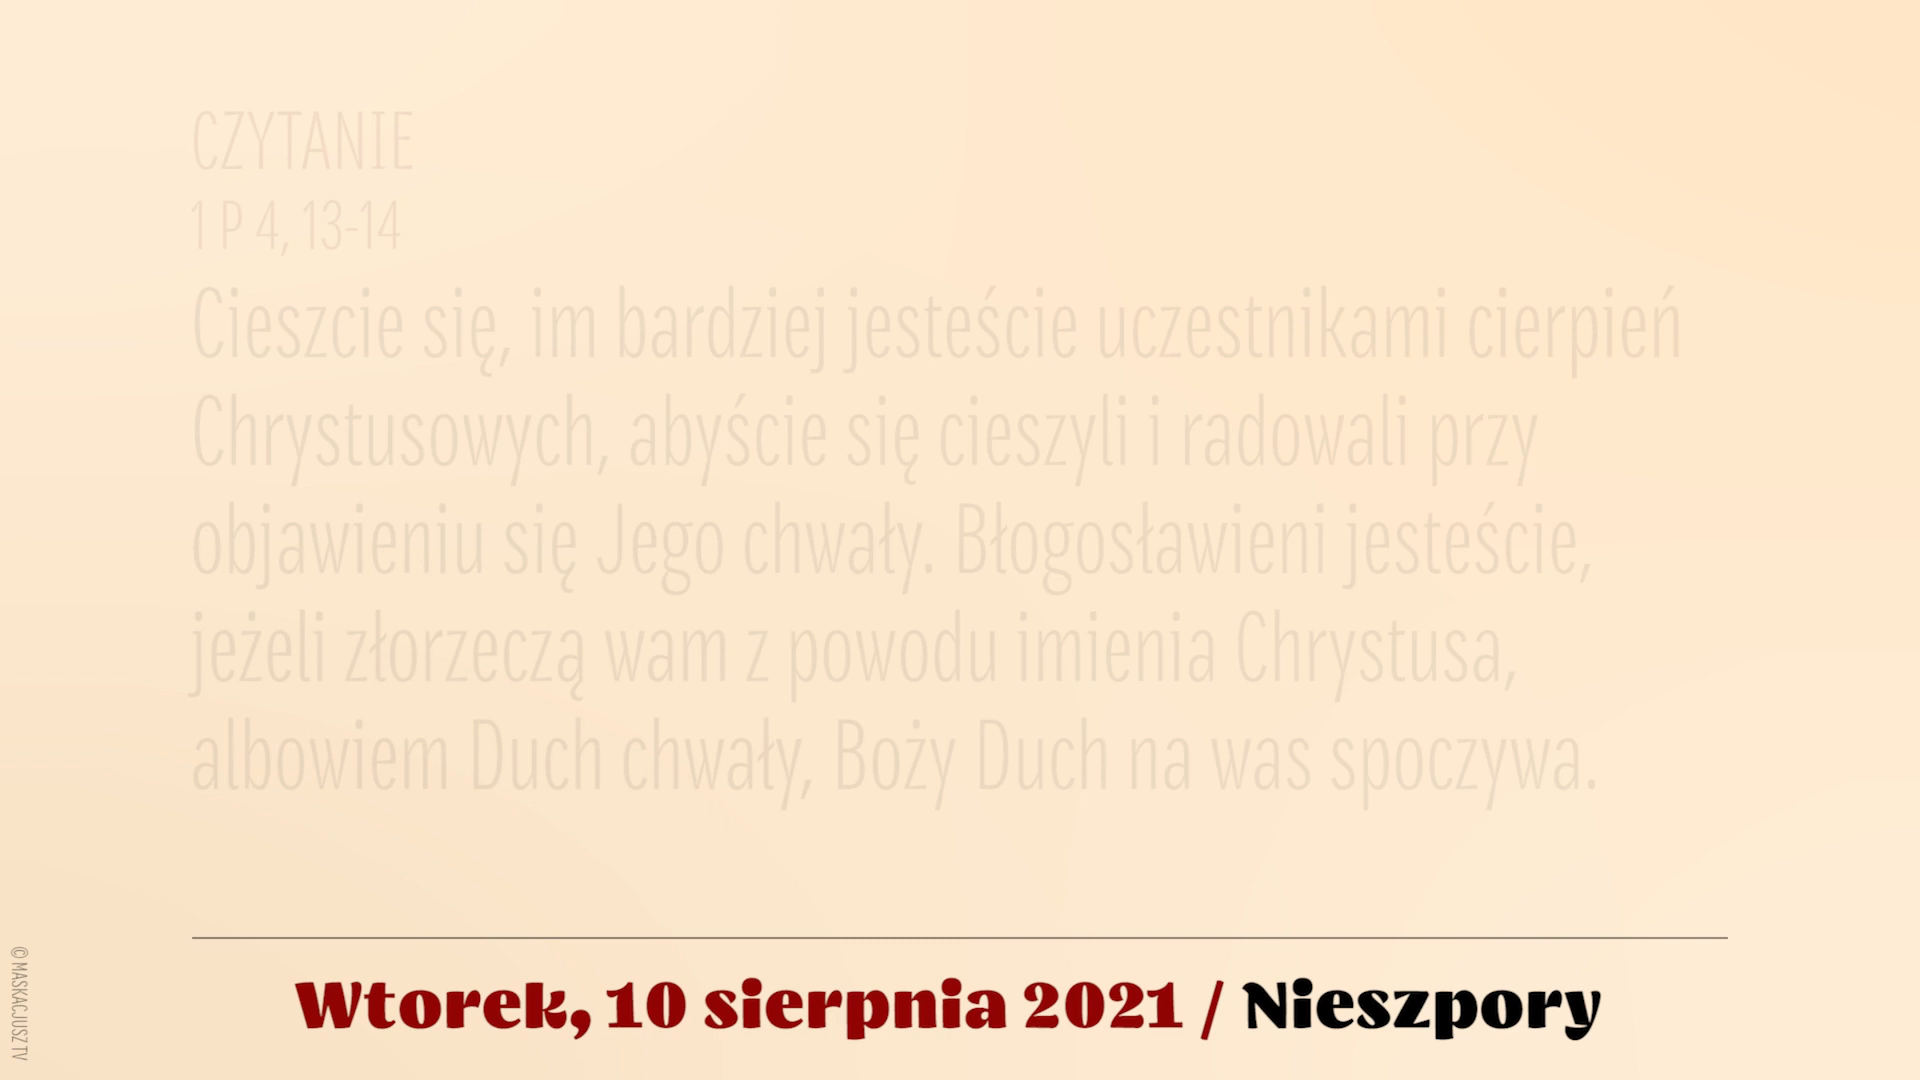 CZYTANIE
1 P 4, 13-14
Cieszcie się, im bardziej jesteście uczestnikami cierpień
Chrystusowych, abyście się cieszyli i radowali przy
objawieniu się Jego chwały. Błogosławieni jesteście,
jeżeli złorzeczą wam z powodu imienia Chrystusa,
albowiem Duch chwały, Boży Duch na was spoczywa.
Wtorek, 10 sierpnia 2021 / Nieszpory
© MASKACJUSZ TV